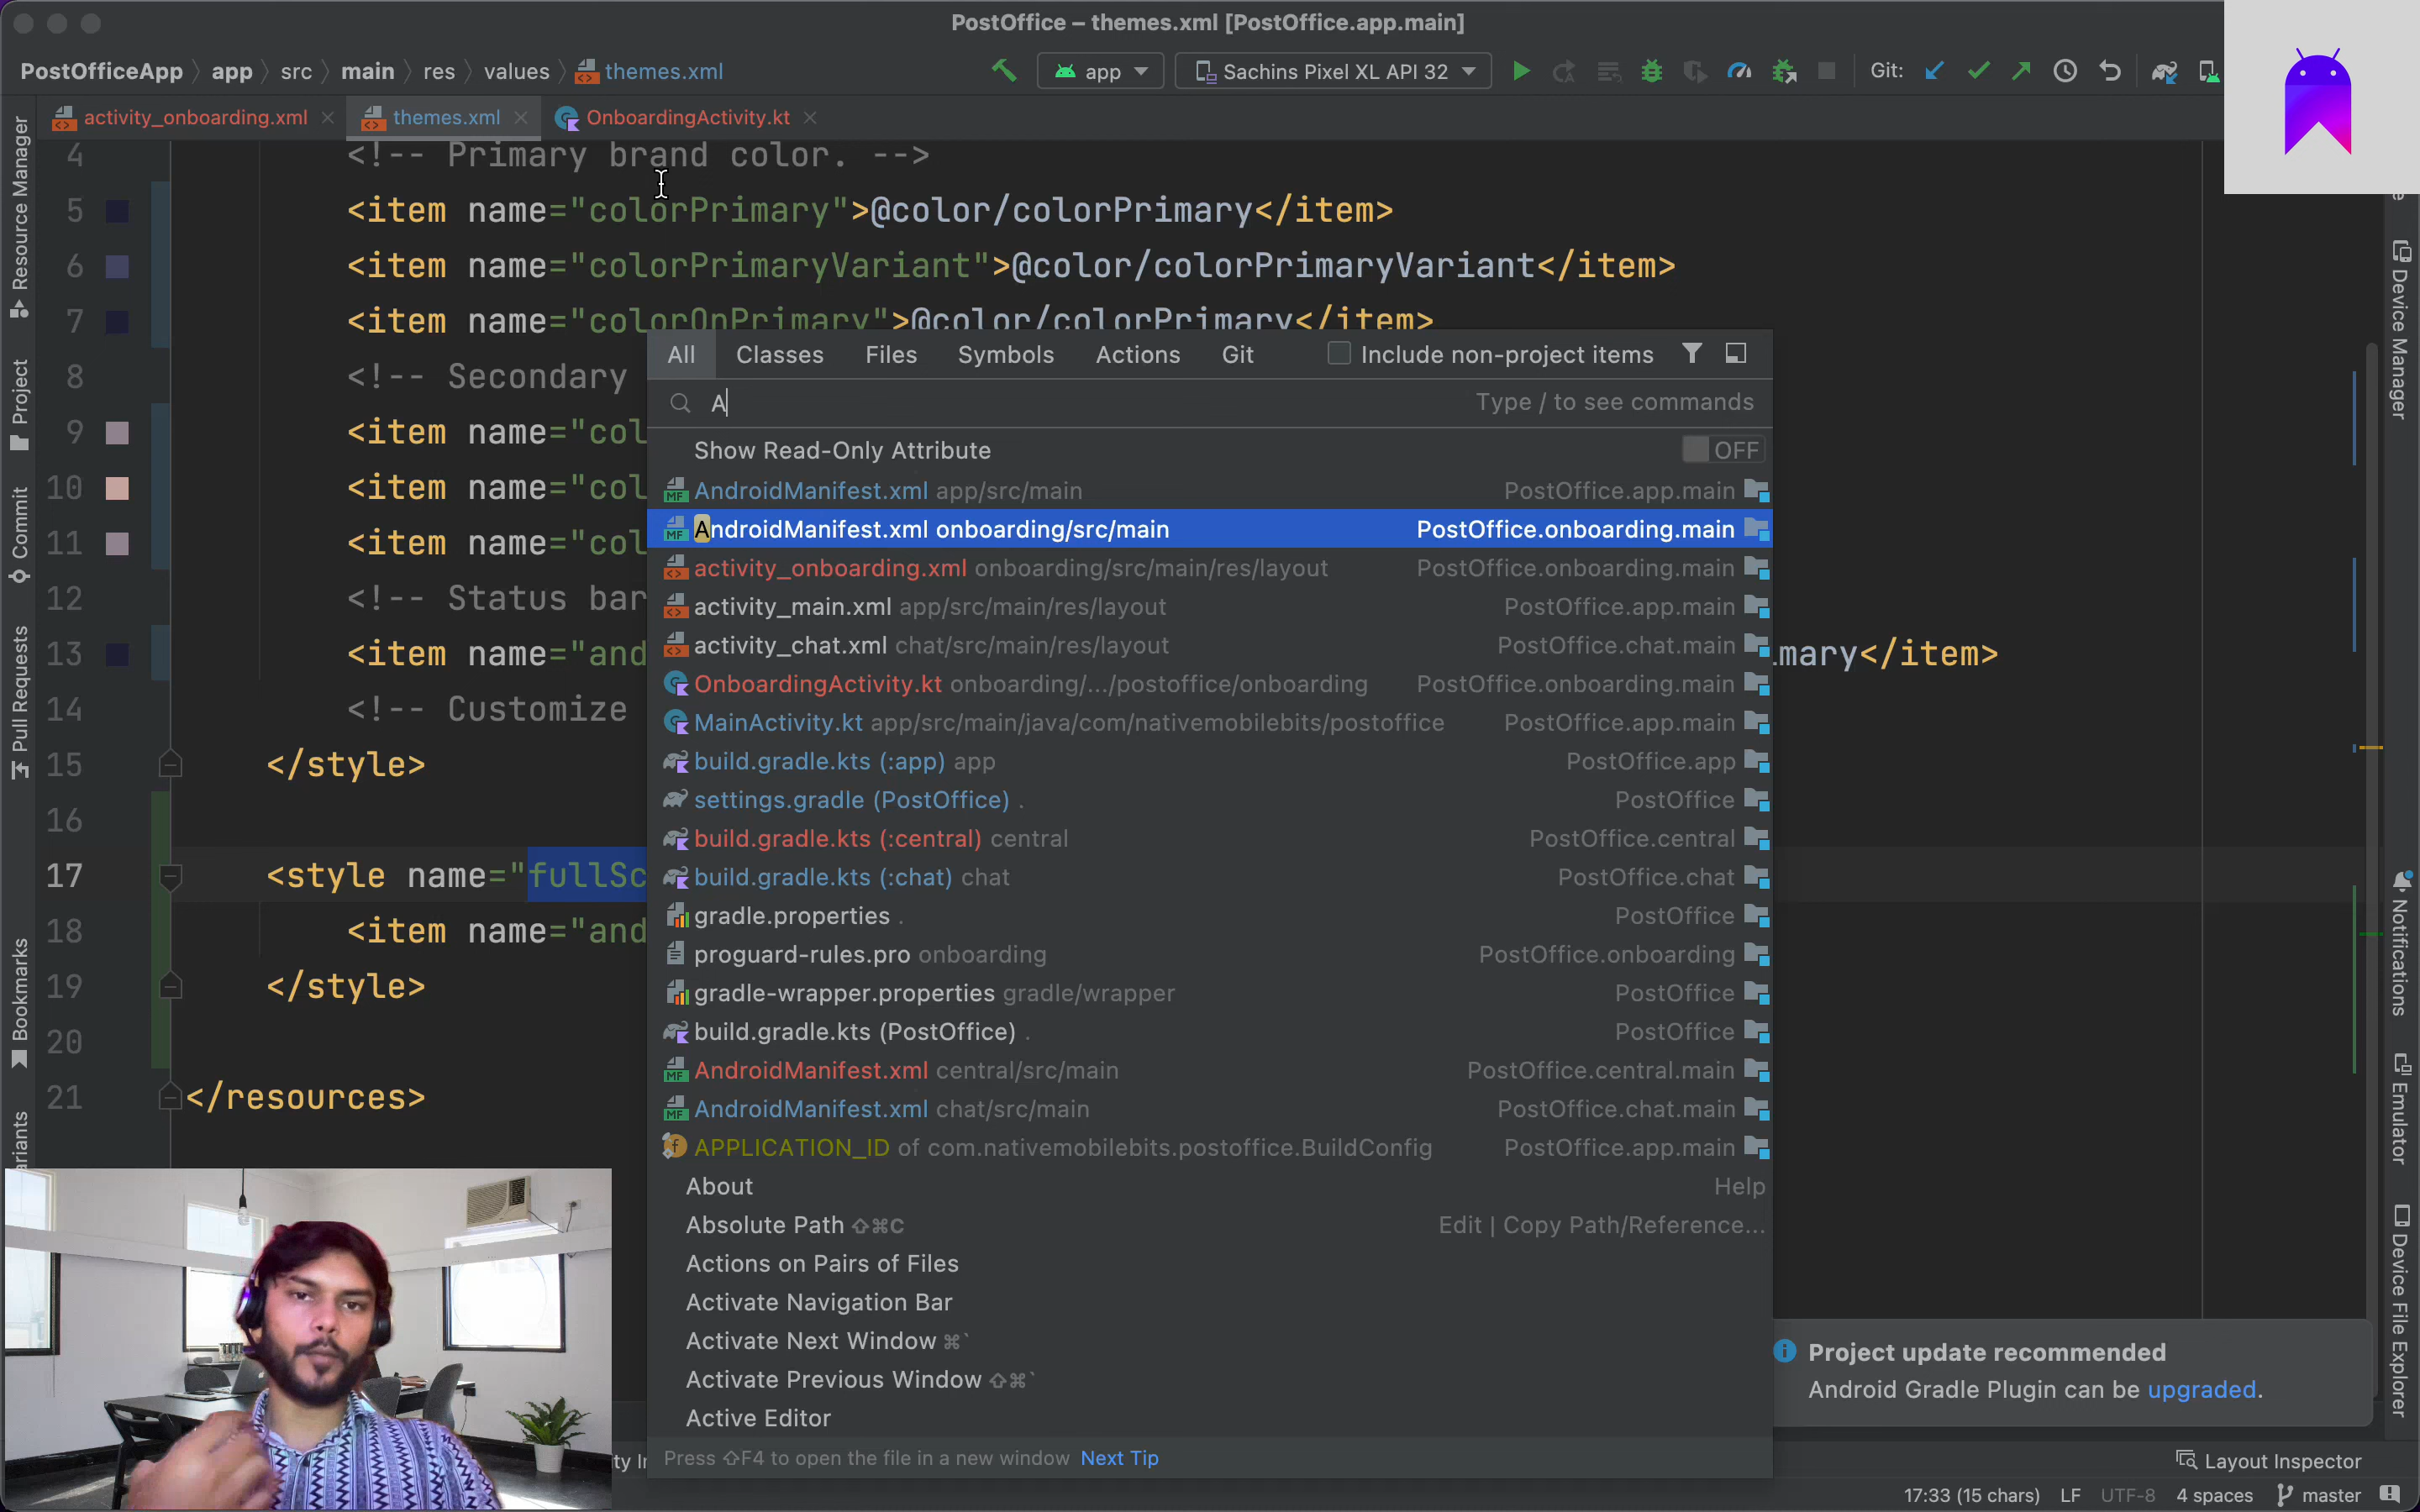 PostOffice – themes.xml [PostOffice.app.main]
PostOfficeApp app src main res values themes.xml
app
Sachins Pixel XL API 32
Git:
activity_onboarding.xml
themes.xml
OnboardingActivity.kt
Resource Manager
Project
Commit
Pull Requests
Bookmarks
ariants
4 <!-- Primary brand color. -->
5 <item name="colorPrimary">@color/colorPrimary</item>
6 <item name="colorPrimaryVariant">@color/colorPrimaryVariant</item>
7 <item name="colorOnPrimary">@color/colorPrimary</item>
8 <!-- Secondary
9 <item name="col
10 <item name="col
11 <item name="col
12 <!-- Status bar
13 <item name="and mary</item>
14 <!-- Customize
15 </style>
16
17 <style name="fullSc
18 <item name="and
19 </style>
20
21 </resources>
All Classes Files Symbols Actions Git Include non-project items
A Type / to see commands
Show Read-Only Attribute OFF
AndroidManifest.xml app/src/main PostOffice.app.main
AndroidManifest.xml onboarding/src/main PostOffice.onboarding.main
activity_onboarding.xml onboarding/src/main/res/layout PostOffice.onboarding.main
activity_main.xml app/src/main/res/layout PostOffice.app.main
activity_chat.xml chat/src/main/res/layout PostOffice.chat.main
OnboardingActivity.kt onboarding/.../postoffice/onboarding PostOffice.onboarding.main
MainActivity.kt app/src/main/java/com/nativemobilebits/postoffice PostOffice.app.main
build.gradle.kts (:app) app PostOffice.app
settings.gradle (PostOffice) . PostOffice
build.gradle.kts (:central) central PostOffice.central
build.gradle.kts (:chat) chat PostOffice.chat
gradle.properties . PostOffice
proguard-rules.pro onboarding PostOffice.onboarding
gradle-wrapper.properties gradle/wrapper PostOffice
build.gradle.kts (PostOffice) . PostOffice
AndroidManifest.xml central/src/main PostOffice.central.main
AndroidManifest.xml chat/src/main PostOffice.chat.main
APPLICATION_ID of com.nativemobilebits.postoffice.BuildConfig PostOffice.app.main
About Help
Absolute Path ⇧⌘C Edit | Copy Path/Reference...
Actions on Pairs of Files
Activate Navigation Bar
Activate Next Window ⌘`
Activate Previous Window ⇧⌘`
Active Editor
Press ⇧F4 to open the file in a new window Next Tip
Device Manager
Notifications
Emulator
Device File Explorer
Project update recommended
Android Gradle Plugin can be upgraded.
Layout Inspector
17:33 (15 chars) LF UTF-8 4 spaces master